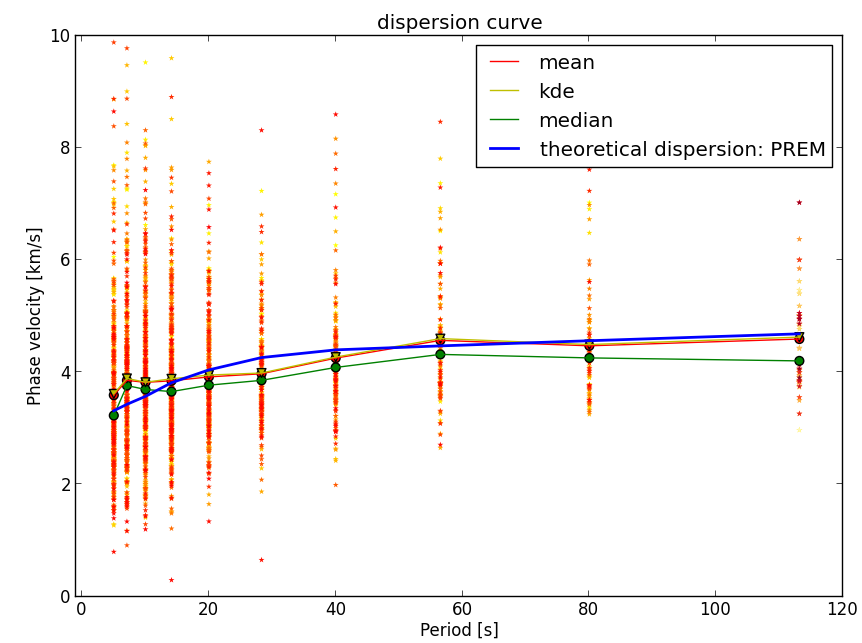 dispersion curve
10
8
6
4
2
0
Phase velocity [km/s]
mean
kde
median
theoretical dispersion: PREM
0 20 40 60 80 100 120
Period [s]